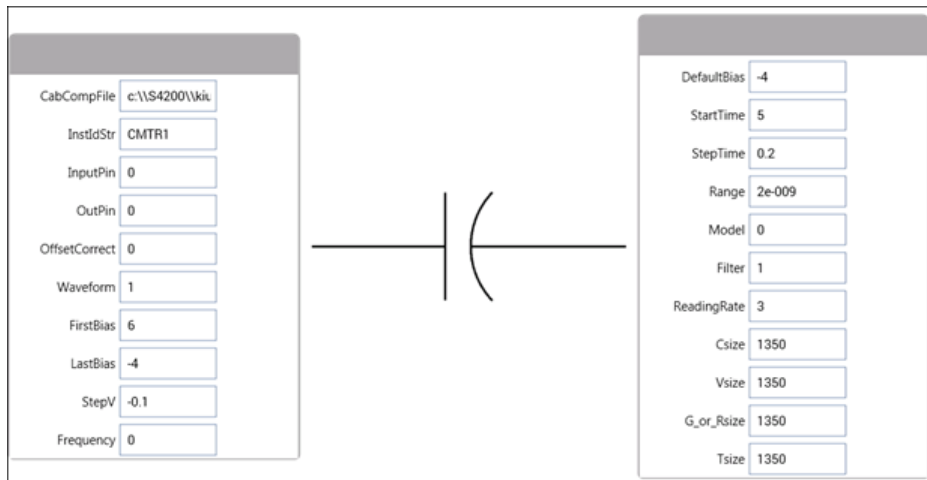 CabCompFile c:\\S4200\\kiu
InstIdStr CMTR1
InputPin 0
OutPin 0
OffsetCorrect 0
Waveform 1
FirstBias 6
LastBias -4
StepV -0.1
Frequency 0
DefaultBias -4
StartTime 5
StepTime 0.2
Range 2e-009
Model 0
Filter 1
ReadingRate 3
Csize 1350
Vsize 1350
G_or_Rsize 1350
Tsize 1350